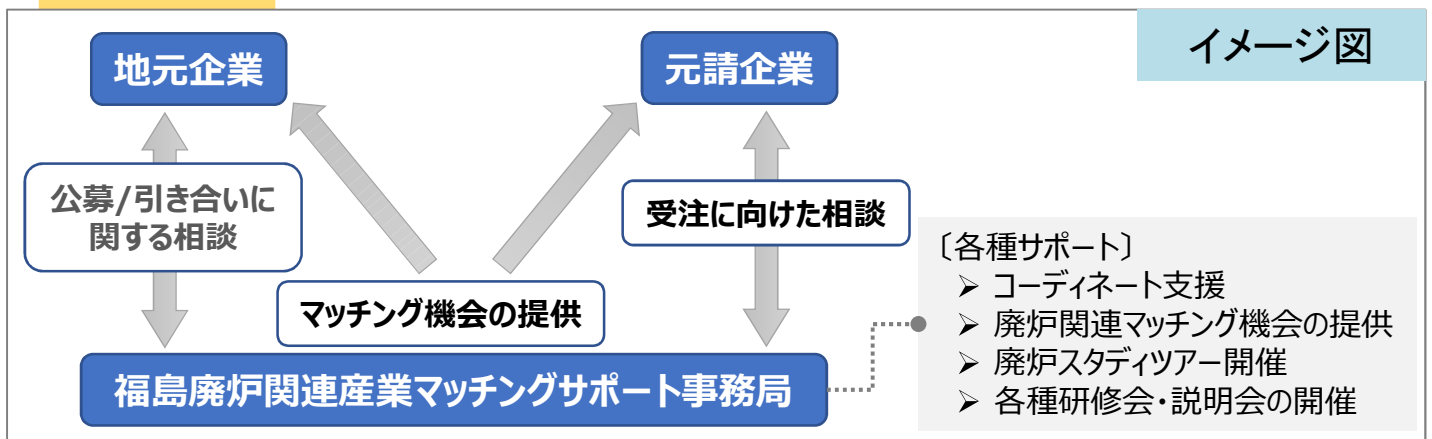 イメージ図
地元企業
元請企業
公募/引き合いに
関する相談
受注に向けた相談
マッチング機会の提供
福島廃炉関連産業マッチングサポート事務局
〔各種サポート〕
➢ コーディネート支援
➢ 廃炉関連マッチング機会の提供
➢ 廃炉スタディツアー開催
➢ 各種研修会・説明会の開催